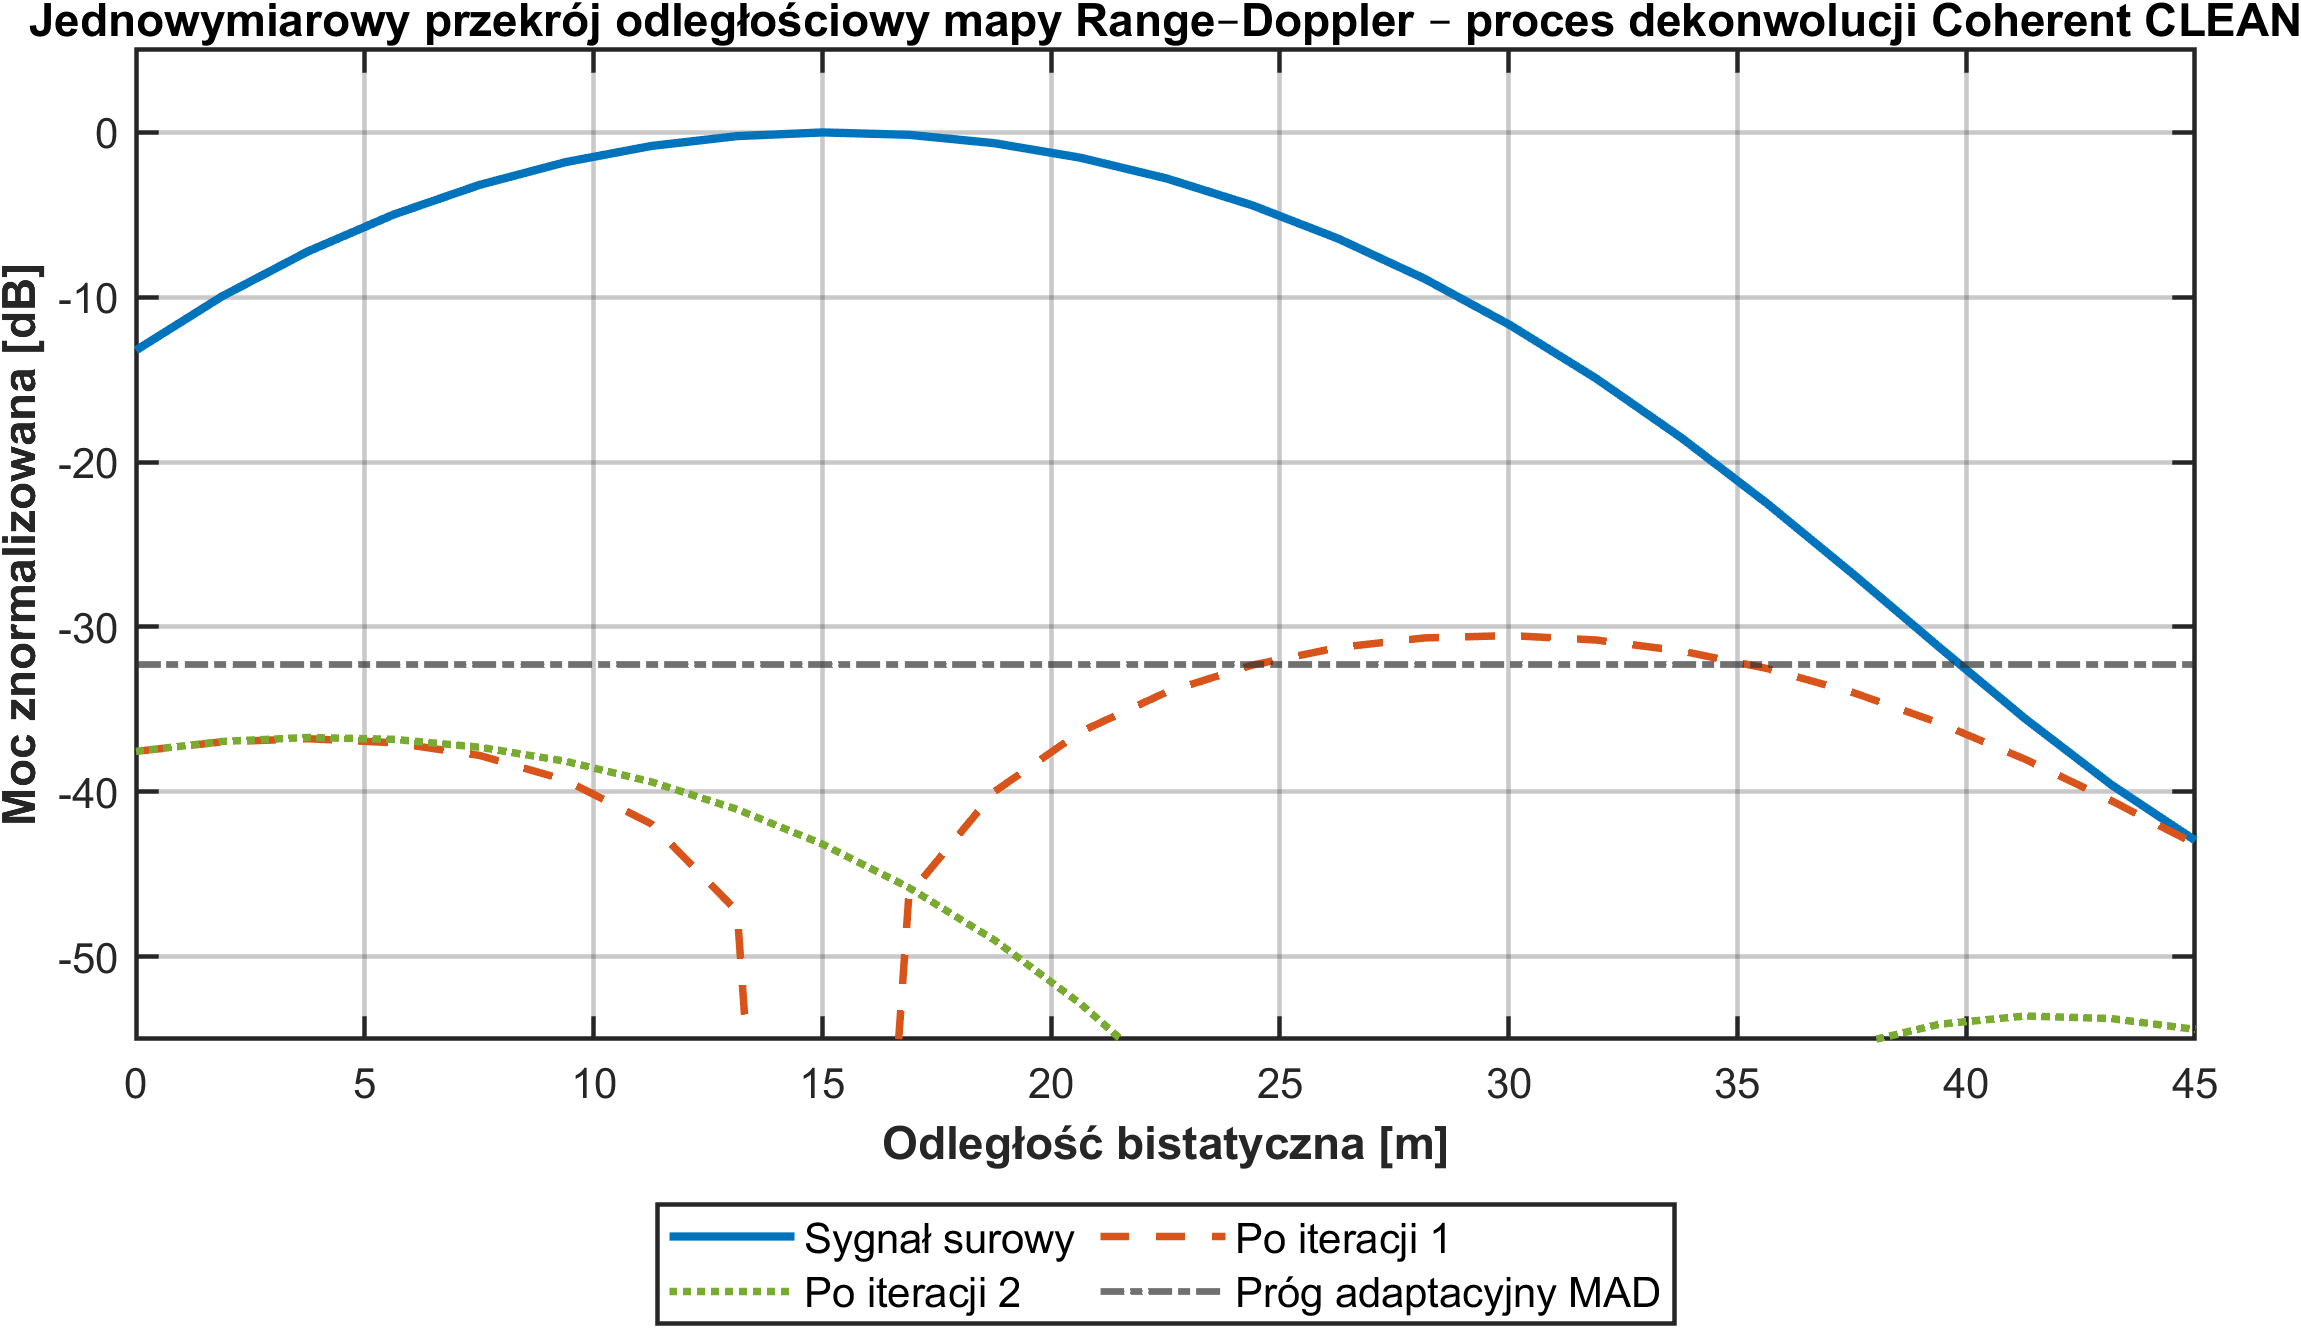 Jednowymiarowy przekrój odległościowy mapy Range−Doppler − proces dekonwolucji Coherent CLEAN
Moc znormalizowana [dB]
0
-10
-20
-30
-40
-50
0 5 10 15 20 25 30 35 40 45
Odległość bistatyczna [m]
Sygnał surowy Po iteracji 1
Po iteracji 2 Próg adaptacyjny MAD